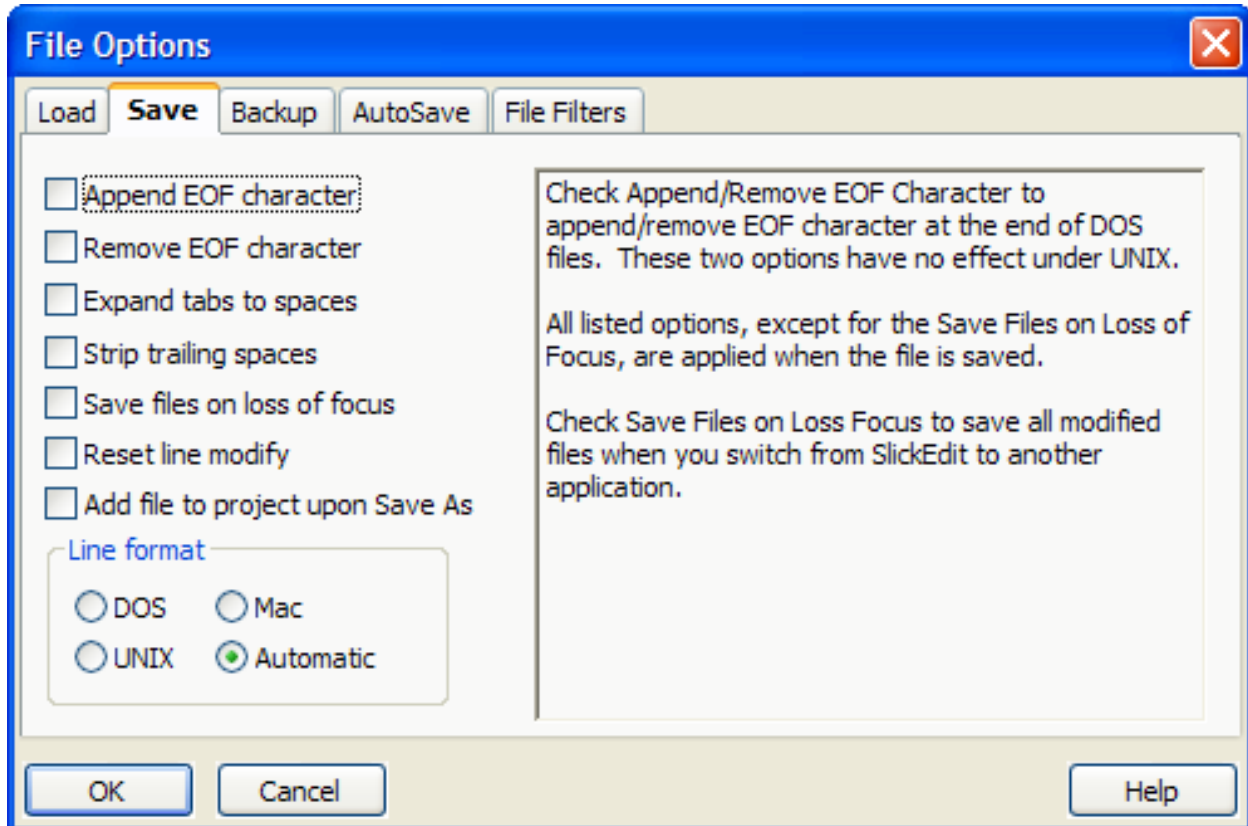 File Options
Load Save Backup AutoSave File Filters
Append EOF character
Remove EOF character
Expand tabs to spaces
Strip trailing spaces
Save files on loss of focus
Reset line modify
Add file to project upon Save As
Line format
DOS Mac
UNIX Automatic
Check Append/Remove EOF Character to
append/remove EOF character at the end of DOS
files.  These two options have no effect under UNIX.
All listed options, except for the Save Files on Loss of
Focus, are applied when the file is saved.
Check Save Files on Loss Focus to save all modified
files when you switch from SlickEdit to another
application.
OK Cancel Help